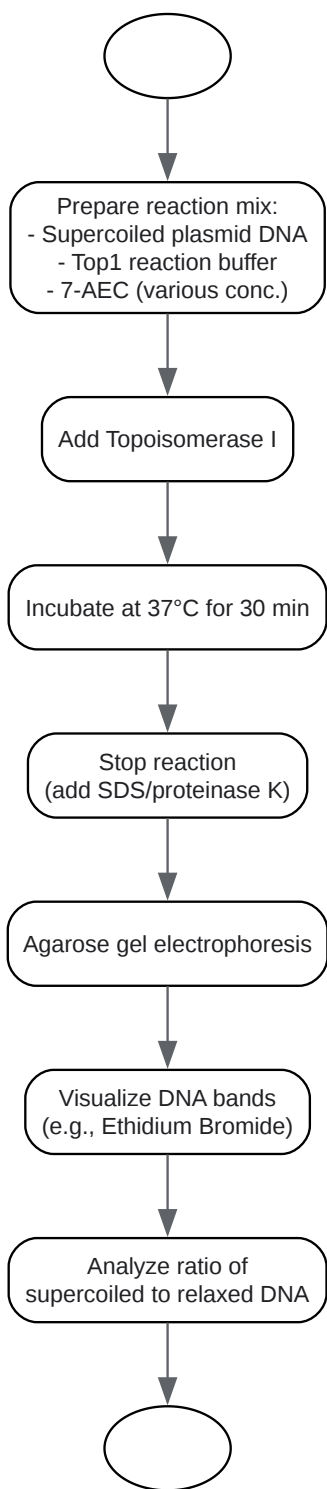 Prepare reaction mix:
- Supercoiled plasmid DNA
- Top1 reaction buffer
- 7-AEC (various conc.)
Add Topoisomerase I
Incubate at 37°C for 30 min
Stop reaction
(add SDS/proteinase K)
Agarose gel electrophoresis
Visualize DNA bands
(e.g., Ethidium Bromide)
Analyze ratio of
supercoiled to relaxed DNA